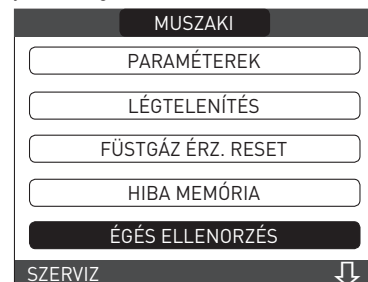 MUSZAKI
PARAMÉTEREK
LÉGTELENÍTÉS
FÜSTGÁZ ÉRZ. RESET
HIBA MEMÓRIA
ÉGÉS ELLENORZÉS
SZERVIZ